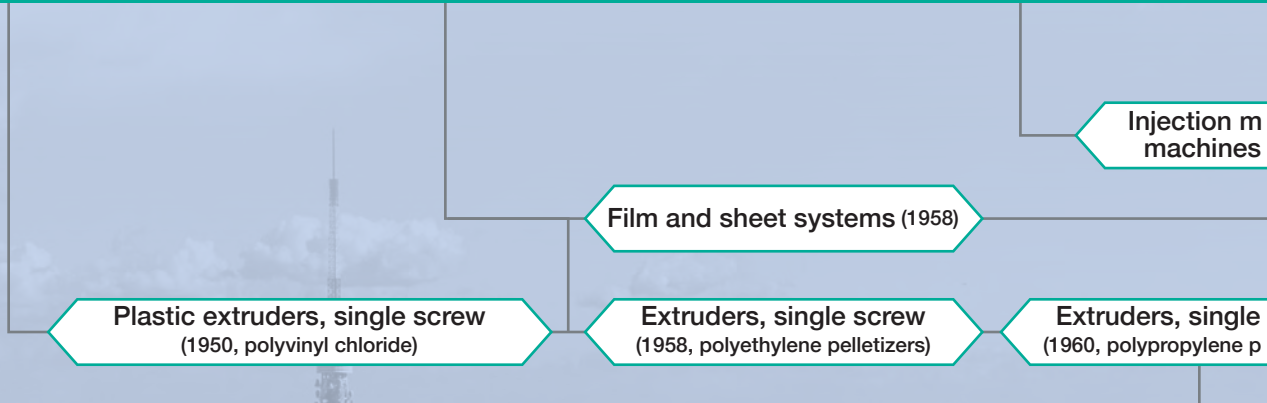 Injection m
machines
Film and sheet systems (1958)
Plastic extruders, single screw
(1950, polyvinyl chloride)
Extruders, single screw
(1958, polyethylene pelletizers)
Extruders, single
(1960, polypropylene p